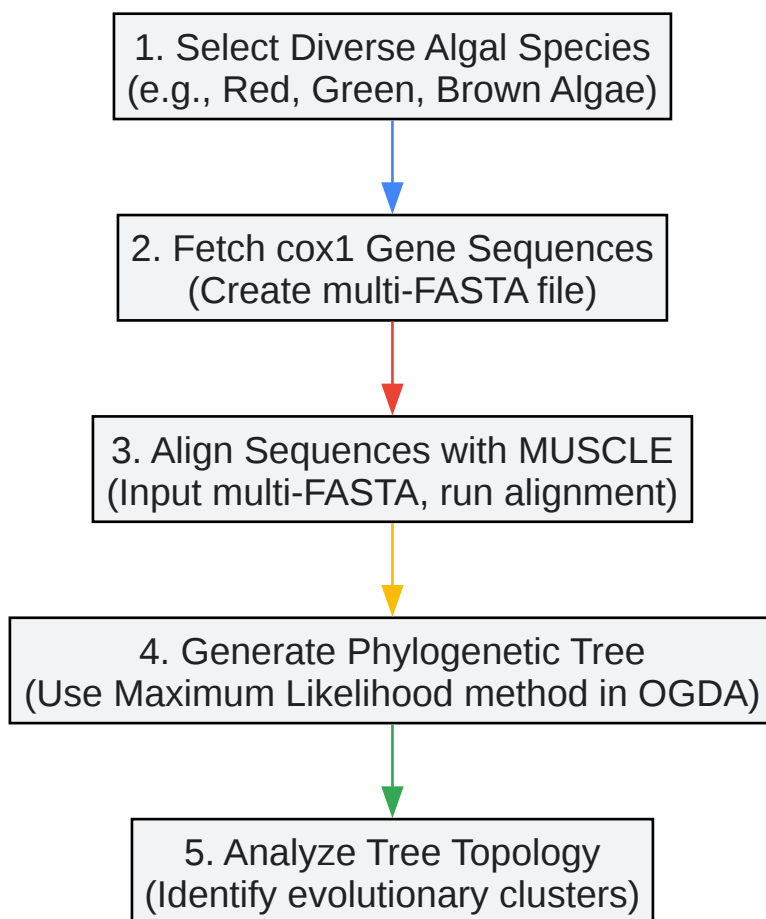 1. Select Diverse Algal Species
(e.g., Red, Green, Brown Algae)
2. Fetch cox1 Gene Sequences
(Create multi-FASTA file)
3. Align Sequences with MUSCLE
(Input multi-FASTA, run alignment)
4. Generate Phylogenetic Tree
(Use Maximum Likelihood method in OGDA)
5. Analyze Tree Topology
(Identify evolutionary clusters)